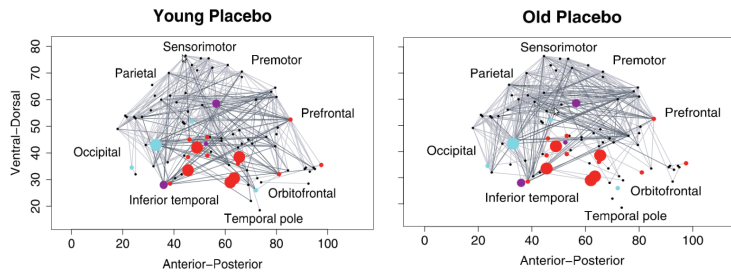 Young Placebo
Old Placebo
Sensorimotor
Premotor
Parietal
Prefrontal
Occipital
Inferior temporal
Orbitofrontal
Temporal pole
Ventral–Dorsal
80
70
60
50
40
30
20
0
20
40
60
80
100
Anterior–Posterior
Sensorimotor
Premotor
Parietal
Prefrontal
Occipital
Inferior temporal
Orbitofrontal
Temporal pole
0
20
40
60
80
100
Anterior–Posterior